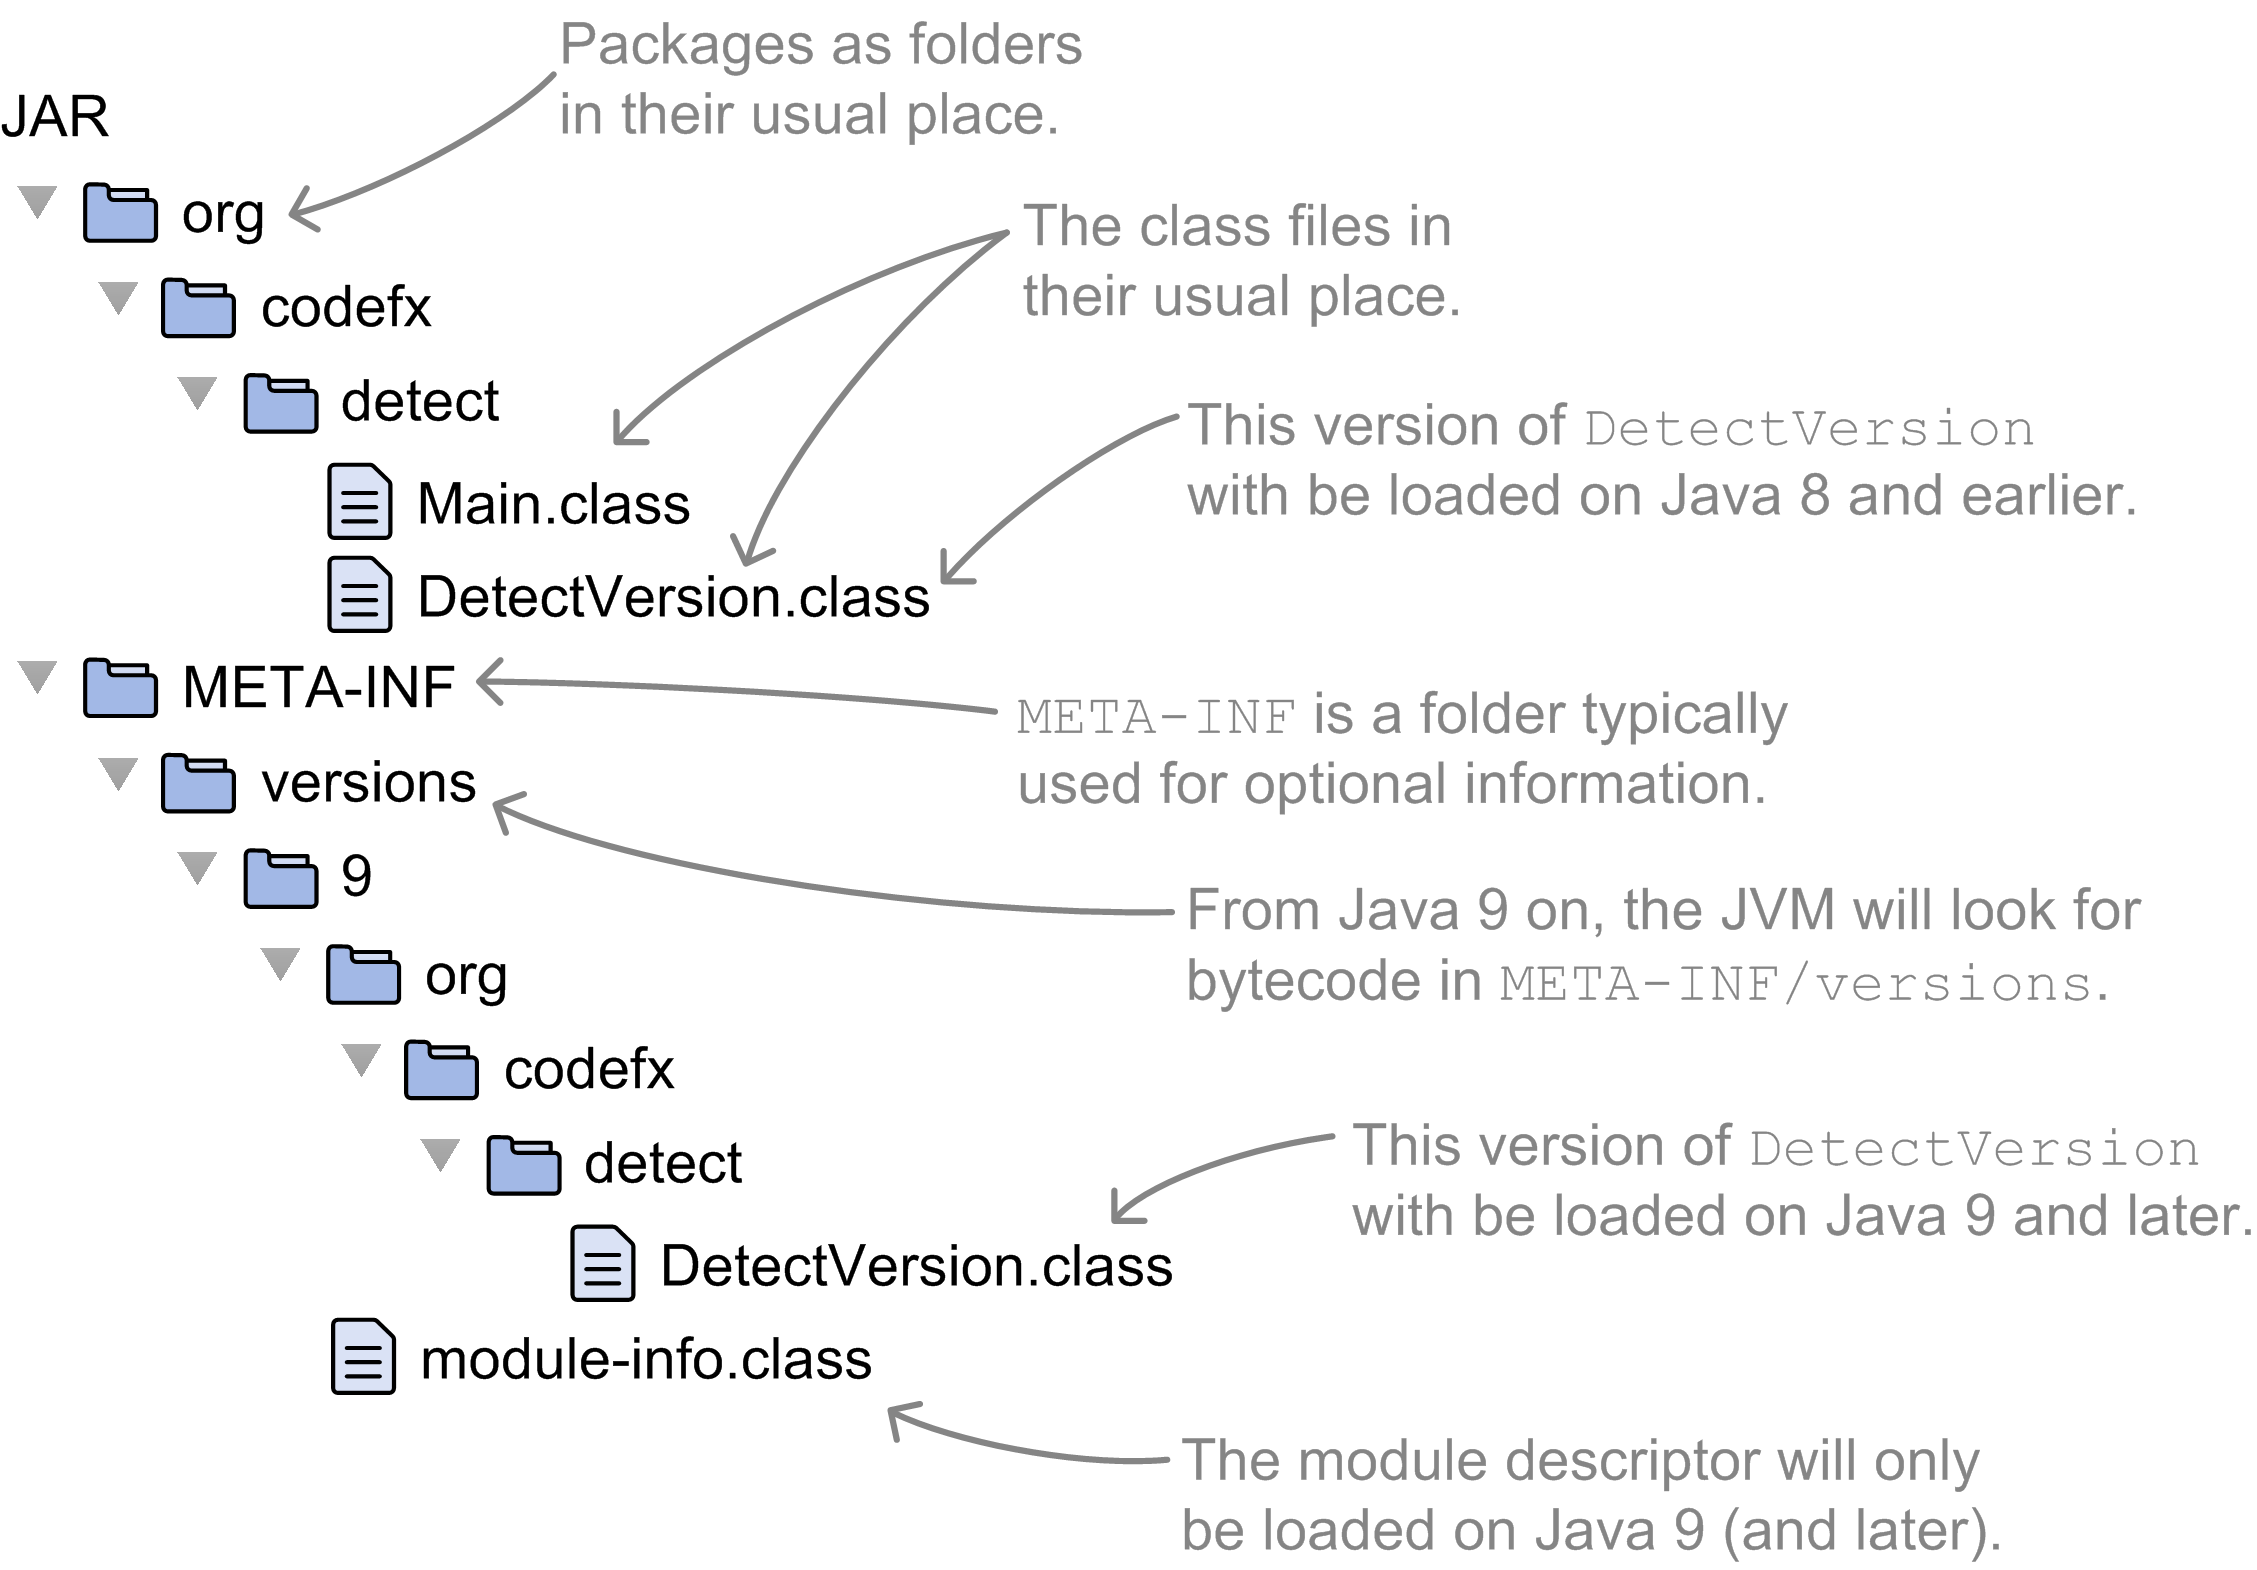 Packages as folders
in their usual place.
JAR
org
The class files in
their usual place.
codefx
detect
This version of DetectVersion
with be loaded on Java 8 and earlier.
Main.class
DetectVersion.class
META-INF
META-INF is a folder typically
used for optional information.
versions
9
From Java 9 on, the JVM will look for
bytecode in META-INF/versions.
org
codefx
detect
This version of DetectVersion
with be loaded on Java 9 and later.
DetectVersion.class
module-info.class
The module descriptor will only
be loaded on Java 9 (and later).